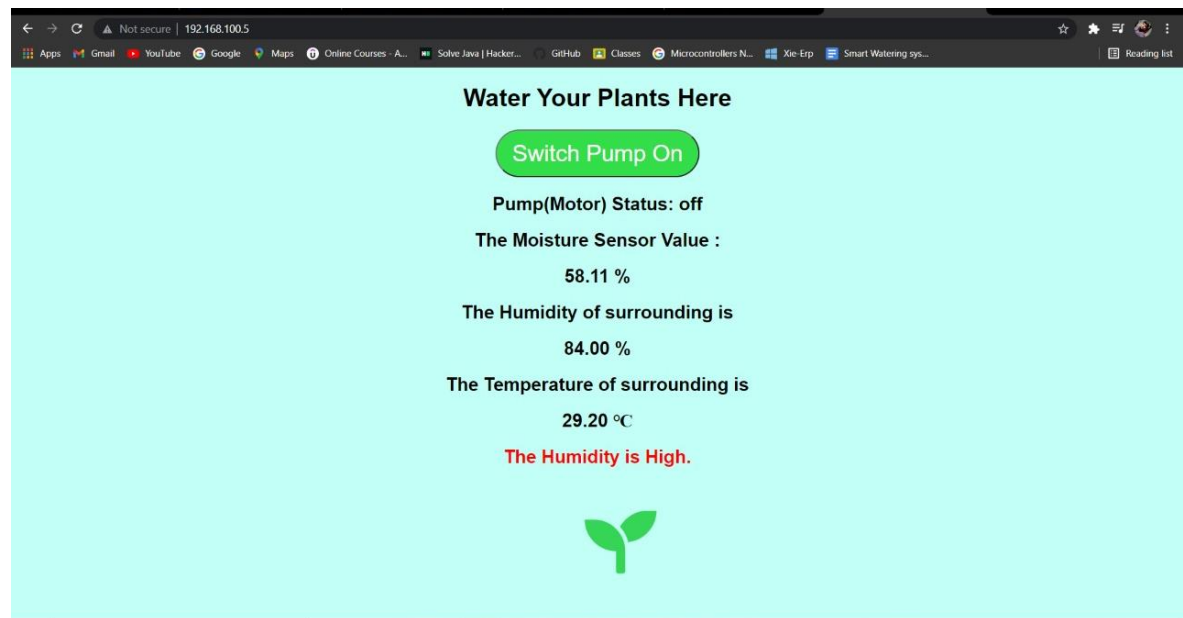 Not secure | 192.168.100.5
Apps Gmail YouTube Google Maps Online Courses - A... Solve Java | Hacker... GitHub Classes Microcontrollers N... Xie-Erp Smart Watering sys... Reading list
Water Your Plants Here
Switch Pump On
Pump(Motor) Status: off
The Moisture Sensor Value :
58.11 %
The Humidity of surrounding is
84.00 %
The Temperature of surrounding is
29.20 °C
The Humidity is High.